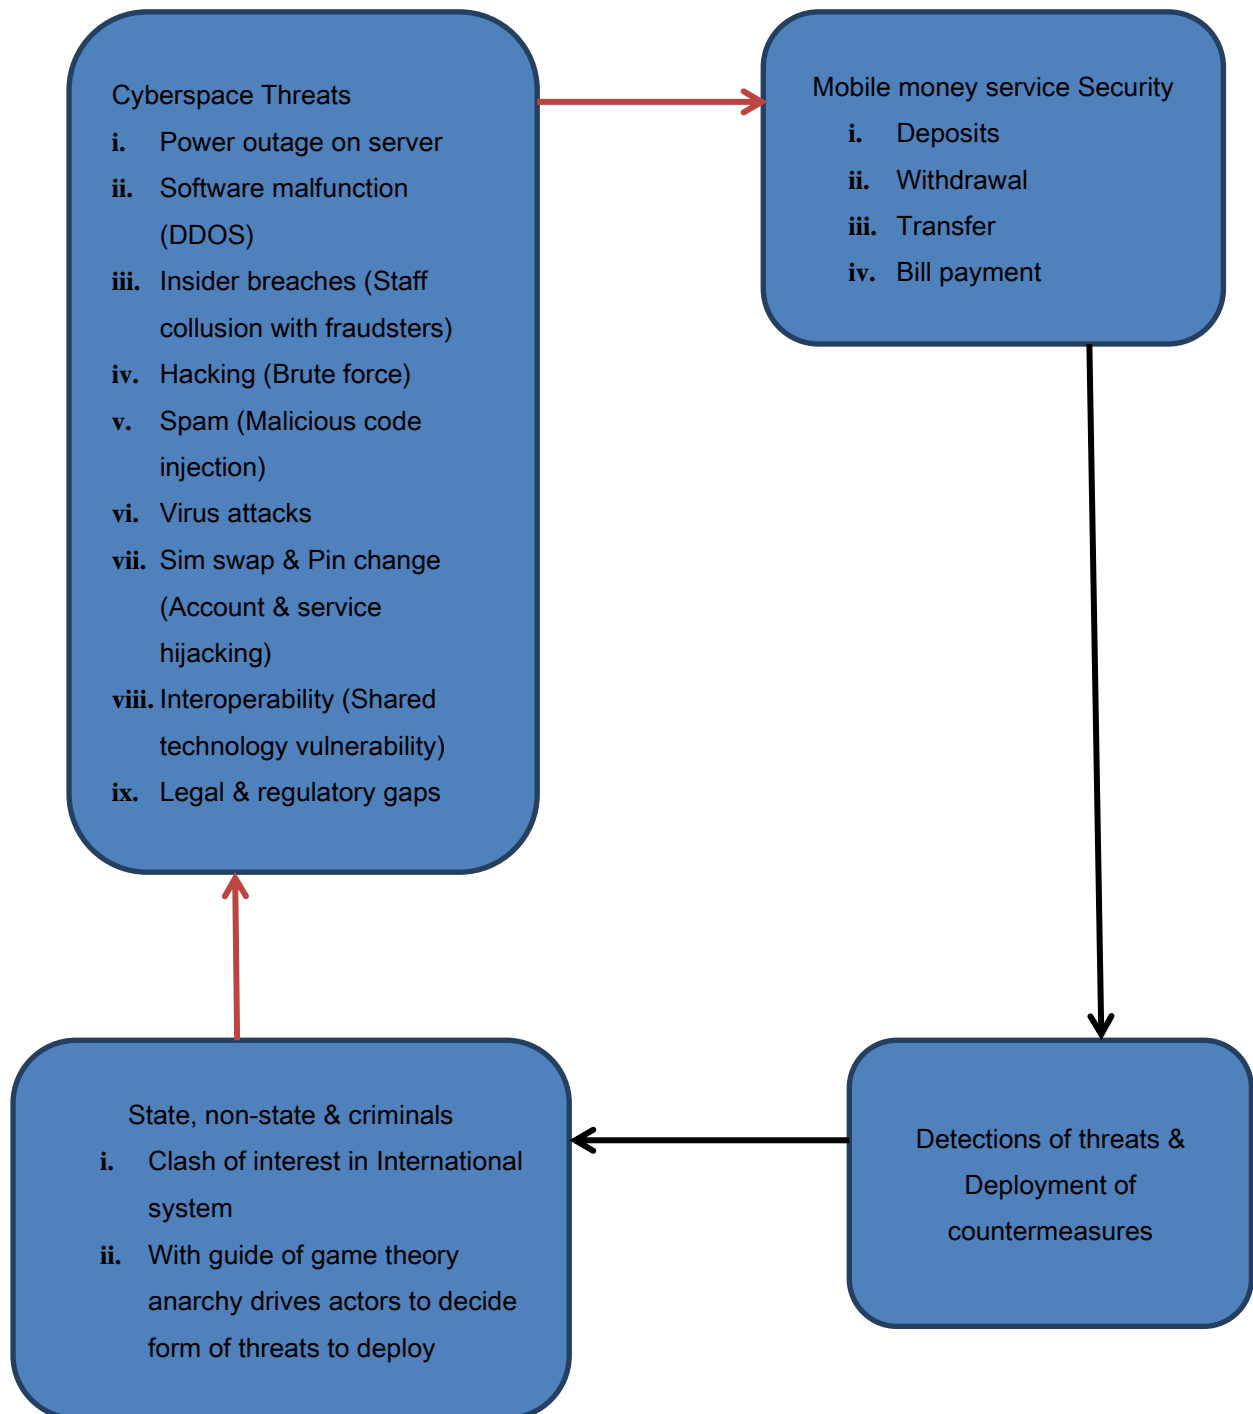 Cyberspace Threats
i. Power outage on server
ii. Software malfunction
(DDOS)
iii. Insider breaches (Staff
collusion with fraudsters)
iv. Hacking (Brute force)
v. Spam (Malicious code
injection)
vi. Virus attacks
vii. Sim swap & Pin change
(Account & service
hijacking)
viii. Interoperability (Shared
technology vulnerability)
ix. Legal & regulatory gaps
Mobile money service Security
i. Deposits
ii. Withdrawal
iii. Transfer
iv. Bill payment
State, non-state & criminals
i. Clash of interest in International
system
ii. With guide of game theory
anarchy drives actors to decide
form of threats to deploy
Detections of threats &
Deployment of
countermeasures